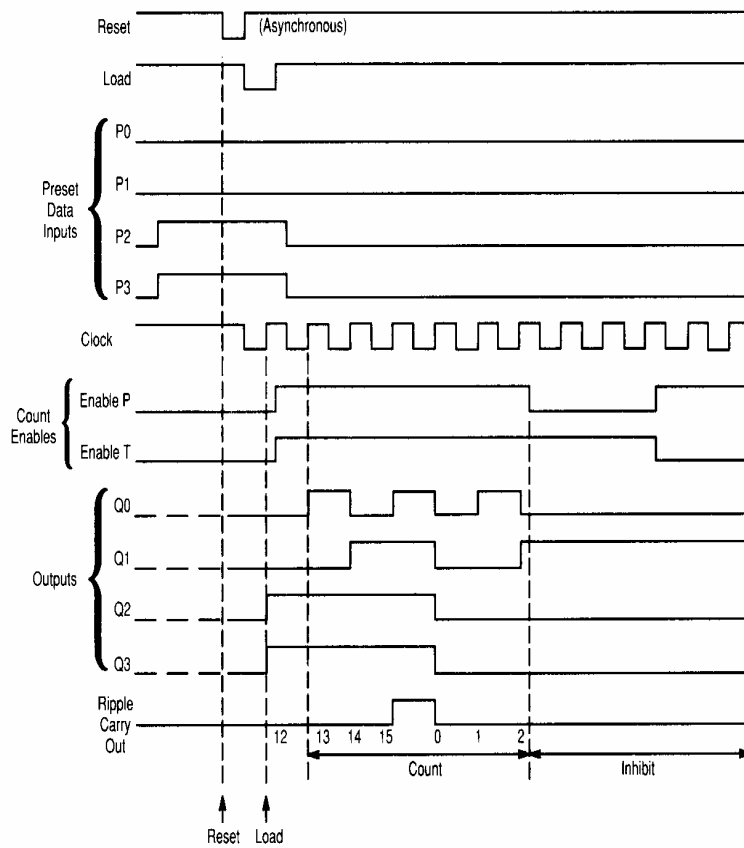 Reset
(Asynchronous)
Load
P0
P1
Preset
Data
Inputs
P2
P3
Clock
Enable P
Count
Enables
Enable T
Q0
Q1
Outputs
Q2
Q3
Ripple
Carry
Out
12 13 14 15 0 1 2
Count
Inhibit
Reset Load